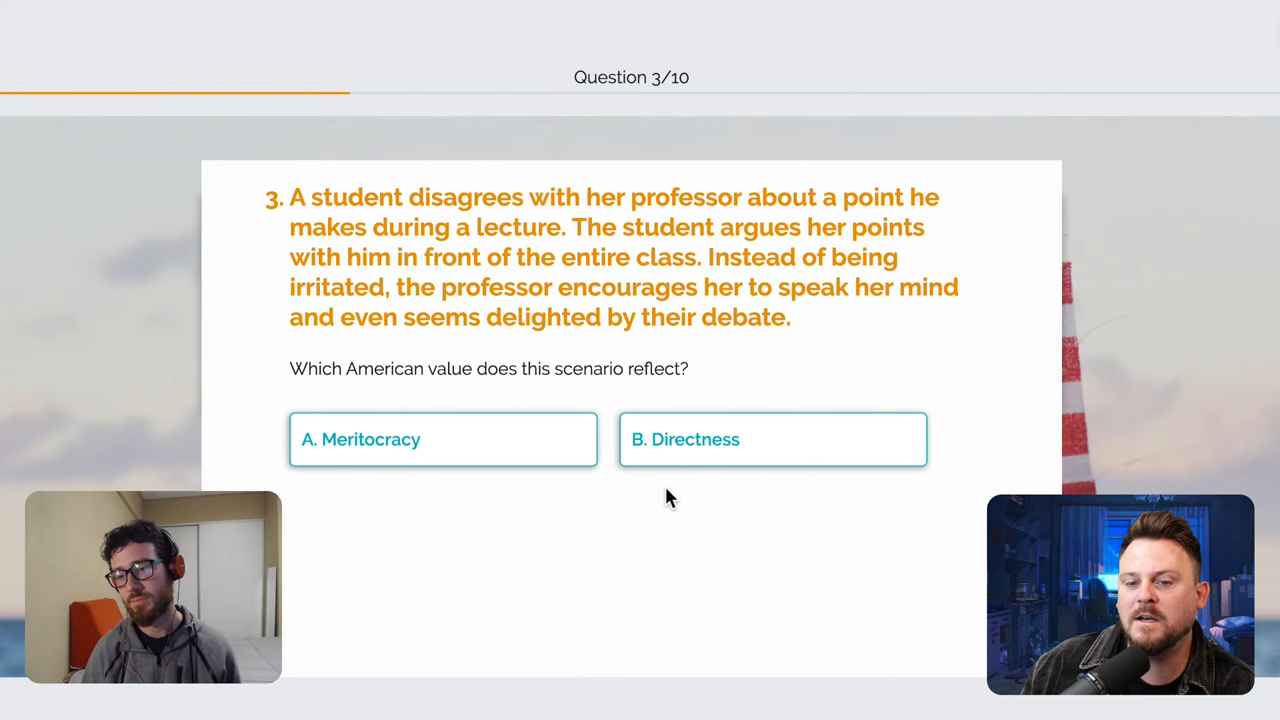 Question 3/10
3. A student disagrees with her professor about a point he
makes during a lecture. The student argues her points
with him in front of the entire class. Instead of being
irritated, the professor encourages her to speak her mind
and even seems delighted by their debate.
Which American value does this scenario reflect?
A. Meritocracy
B. Directness